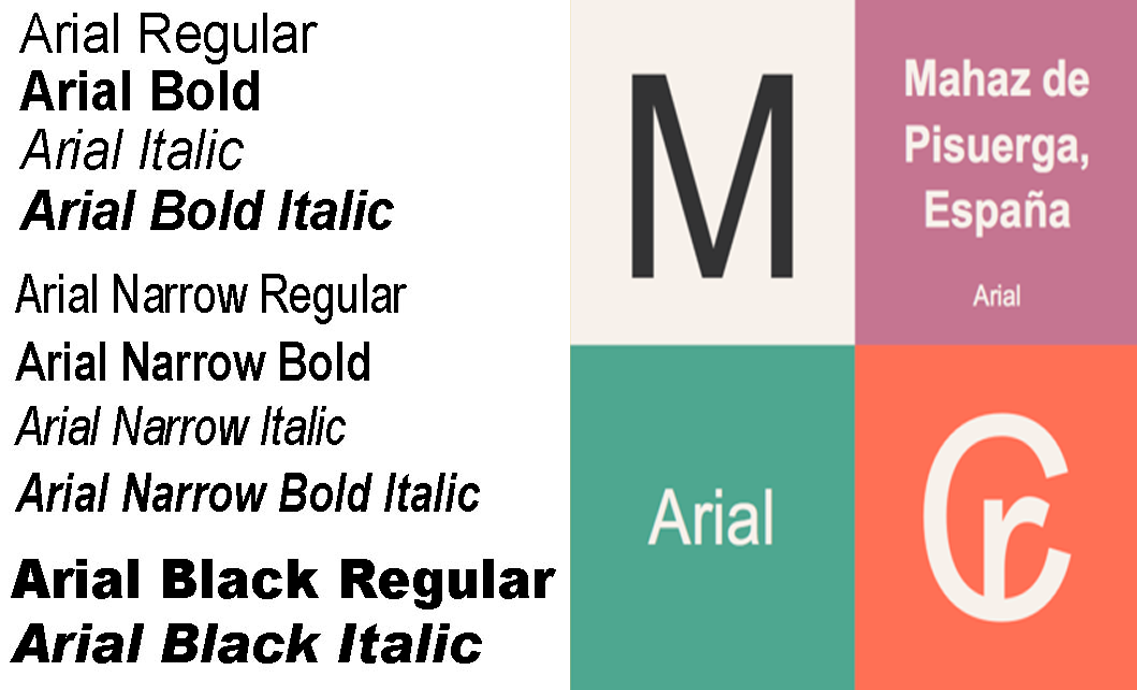 Arial Regular
Arial Bold
Arial Italic
Arial Bold Italic
Arial Narrow Regular
Arial Narrow Bold
Arial Narrow Italic
Arial Narrow Bold Italic
Arial Black Regular
Arial Black Italic
M
Mahaz de
Pisuerga,
España
Arial
Arial
Cr